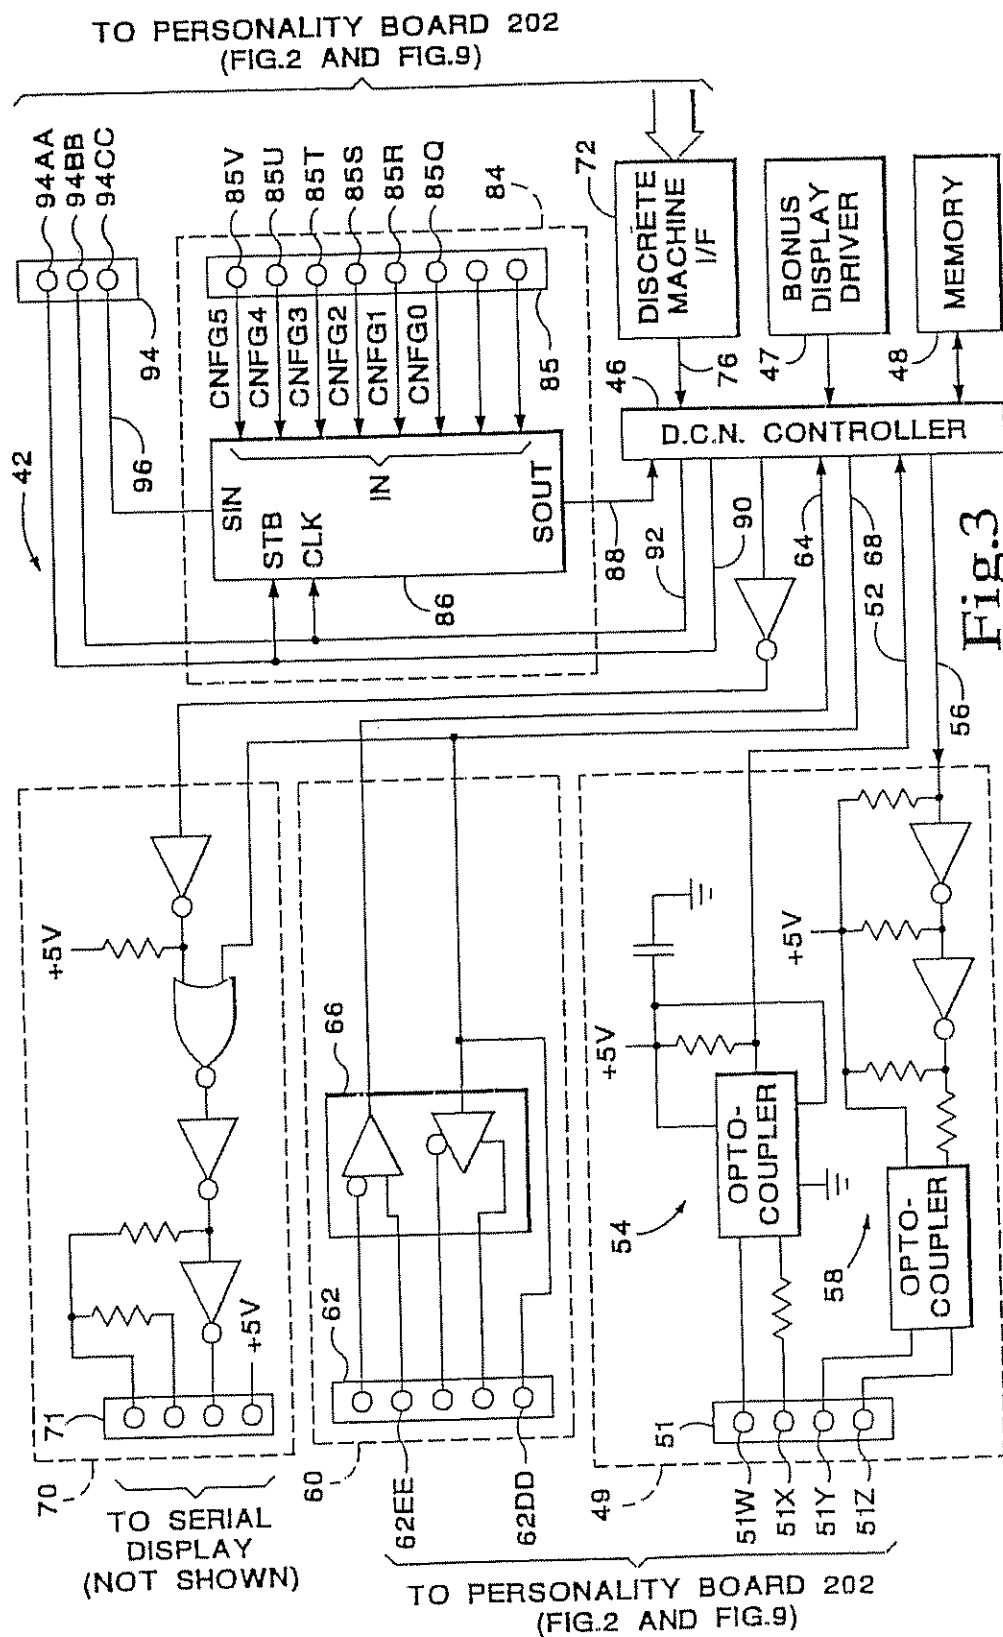 TO PERSONALITY BOARD 202
(FIG.2 AND FIG.9)
94AA
94BB
94CC
94
96
42
85V
85U
85T
85S
85R
85Q
84
85
CNFG5
CNFG4
CNFG3
CNFG2
CNFG1
CNFG0
SIN
STB
CLK
IN
SOUT
86
88
92
90
72
DISCRETE
MACHINE
I/F
76
46
BONUS
DISPLAY
DRIVER
47
MEMORY
48
D.C.N. CONTROLLER
64
68
52
56
Fig.3
+5V
+5V
71
70
TO SERIAL
DISPLAY
(NOT SHOWN)
66
62
60
62EE
62DD
+5V
+5V
OPTO-
COUPLER
54
OPTO-
COUPLER
58
51
49
51W
51X
51Y
51Z
TO PERSONALITY BOARD 202
(FIG.2 AND FIG.9)